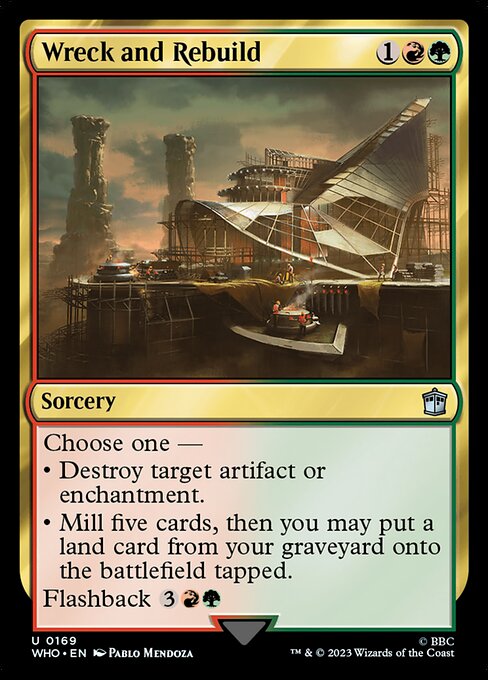 Wreck and Rebuild 1
Sorcery
Choose one —
• Destroy target artifact or
enchantment.
• Mill five cards, then you may put a
land card from your graveyard onto
the battlefield tapped.
Flashback 3
U 0169 © BBC
WHO • EN Pablo Mendoza ™ & © 2023 Wizards of the Coast